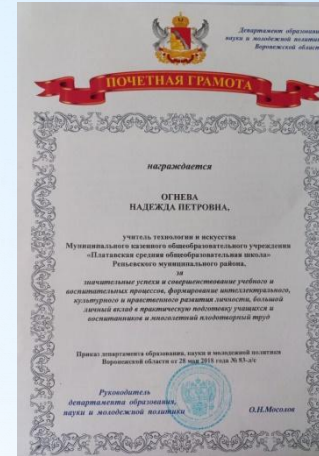 Департамент образования,
науки и молодежной политики
Воронежской области
ПОЧЕТНАЯ ГРАМОТА
награждается
ОГНЕВА
НАДЕЖДА ПЕТРОВНА,
учитель технологии и искусства
Муниципального казенного общеобразовательного учреждения
«Платавская средняя общеобразовательная школа»
Репьевского муниципального района,
за
значительные успехи в совершенствование учебного и
воспитательного процессов, формирование интеллектуального,
культурного и нравственного развития личности, большой
личный вклад в практическую подготовку учащихся и
воспитанников и многолетний плодотворный труд
Приказ департамента образования, науки и молодежной политики
Воронежской области от 28 мая 2018 года № 83-л/с
Руководитель
департамента образования,
науки и молодежной политики
О.Н.Мосолов